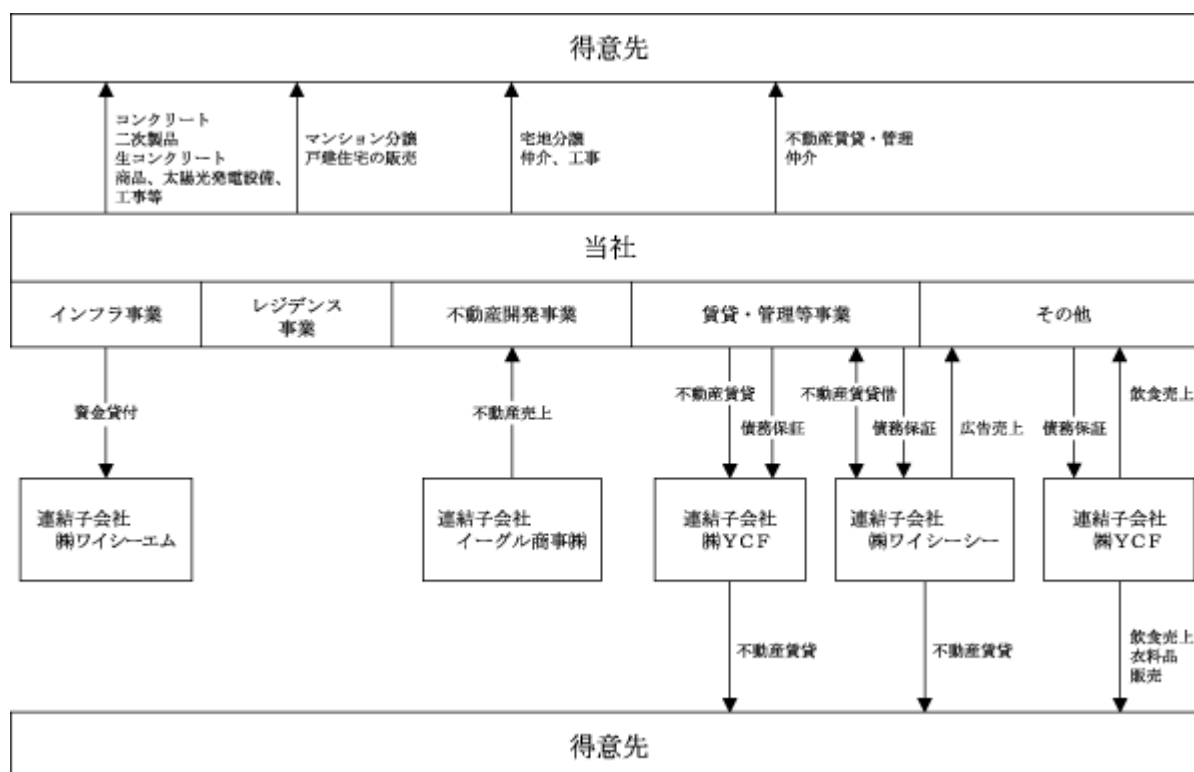 得意先
コンクリート
二次製品
生コンクリート
商品、太陽光発電設備、
工事等
マンション分譲
戸建住宅の販売
宅地分譲
仲介、工事
不動産賃貸・管理
仲介
当社
インフラ事業
レジデンス
事業
不動産開発事業
賃貸・管理等事業
その他
資金貸付
不動産売上
不動産賃貸
債務保証
不動産賃貸借
債務保証
広告売上
債務保証
飲食売上
連結子会社
㈱ワイシーエム
連結子会社
イーグル商事㈱
連結子会社
㈱YCF
連結子会社
㈱ワイシーシー
連結子会社
㈱YCF
不動産賃貸
不動産賃貸
飲食売上
衣料品
販売
得意先